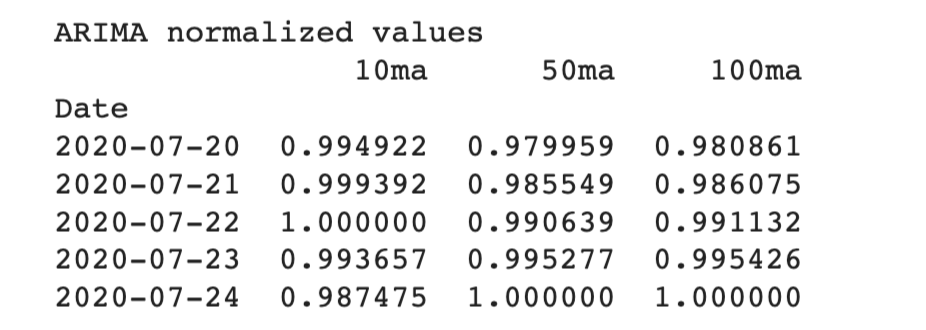 ARIMA normalized values
10ma 50ma 100ma
Date
2020-07-20 0.994922 0.979959 0.980861
2020-07-21 0.999392 0.985549 0.986075
2020-07-22 1.000000 0.990639 0.991132
2020-07-23 0.993657 0.995277 0.995426
2020-07-24 0.987475 1.000000 1.000000